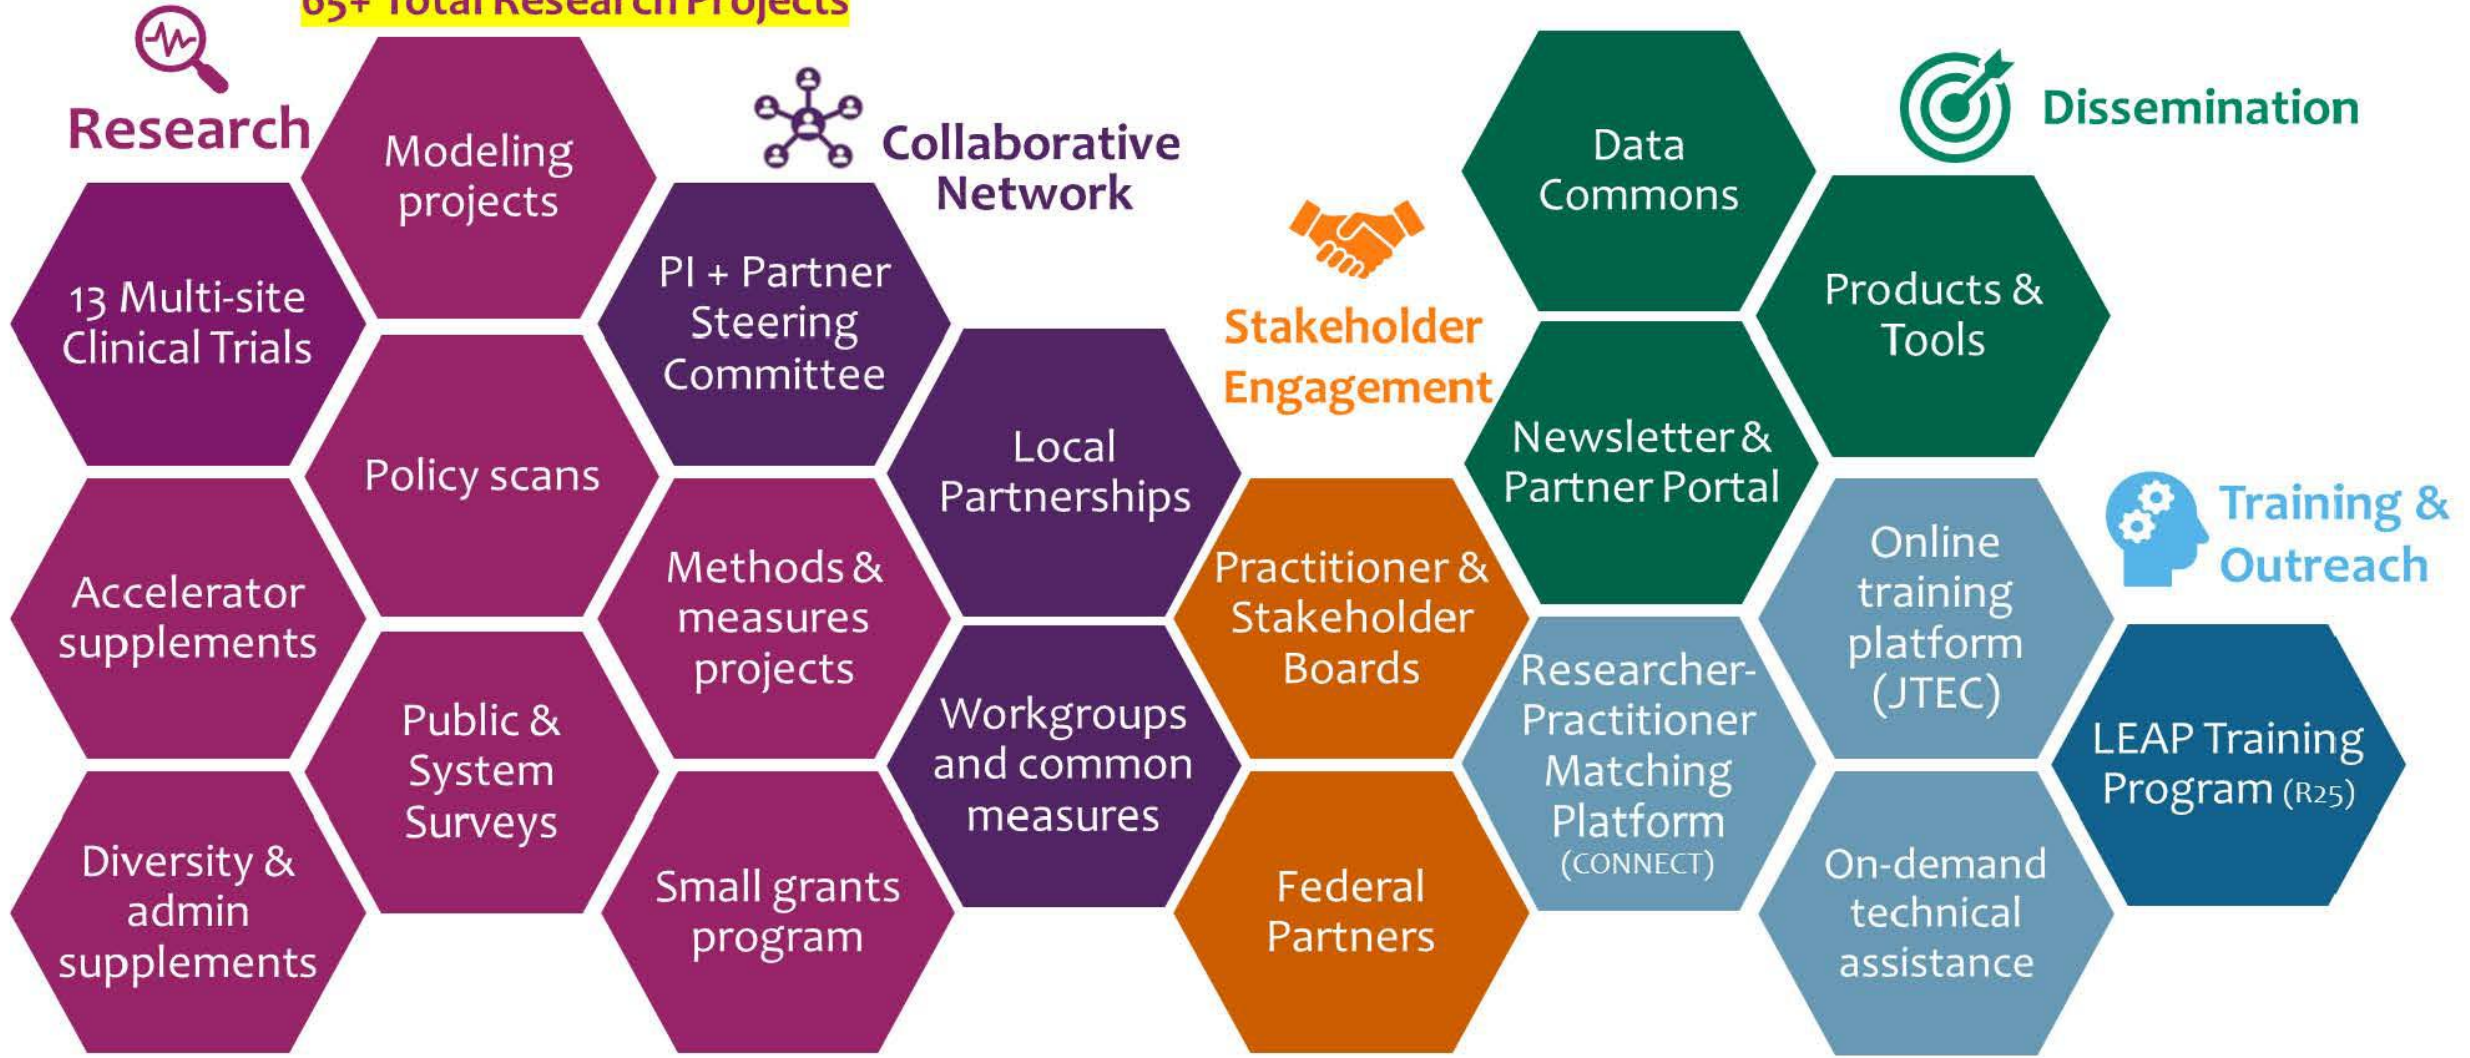 65+ Total Research Projects
Research
Modeling
projects
13 Multi-site
Clinical Trials
Policy scans
Accelerator
supplements
Public &
System
Surveys
Diversity &
admin
supplements
Collaborative
Network
PI + Partner
Steering
Committee
Local
Partnerships
Methods &
measures
projects
Workgroups
and common
measures
Small grants
program
Stakeholder
Engagement
Practitioner &
Stakeholder
Boards
Federal
Partners
Dissemination
Data
Commons
Products &
Tools
Newsletter &
Partner Portal
Training &
Outreach
Online
training
platform
(JTEC)
Researcher-
Practitioner
Matching
Platform
(CONNECT)
LEAP Training
Program (R25)
On-demand
technical
assistance